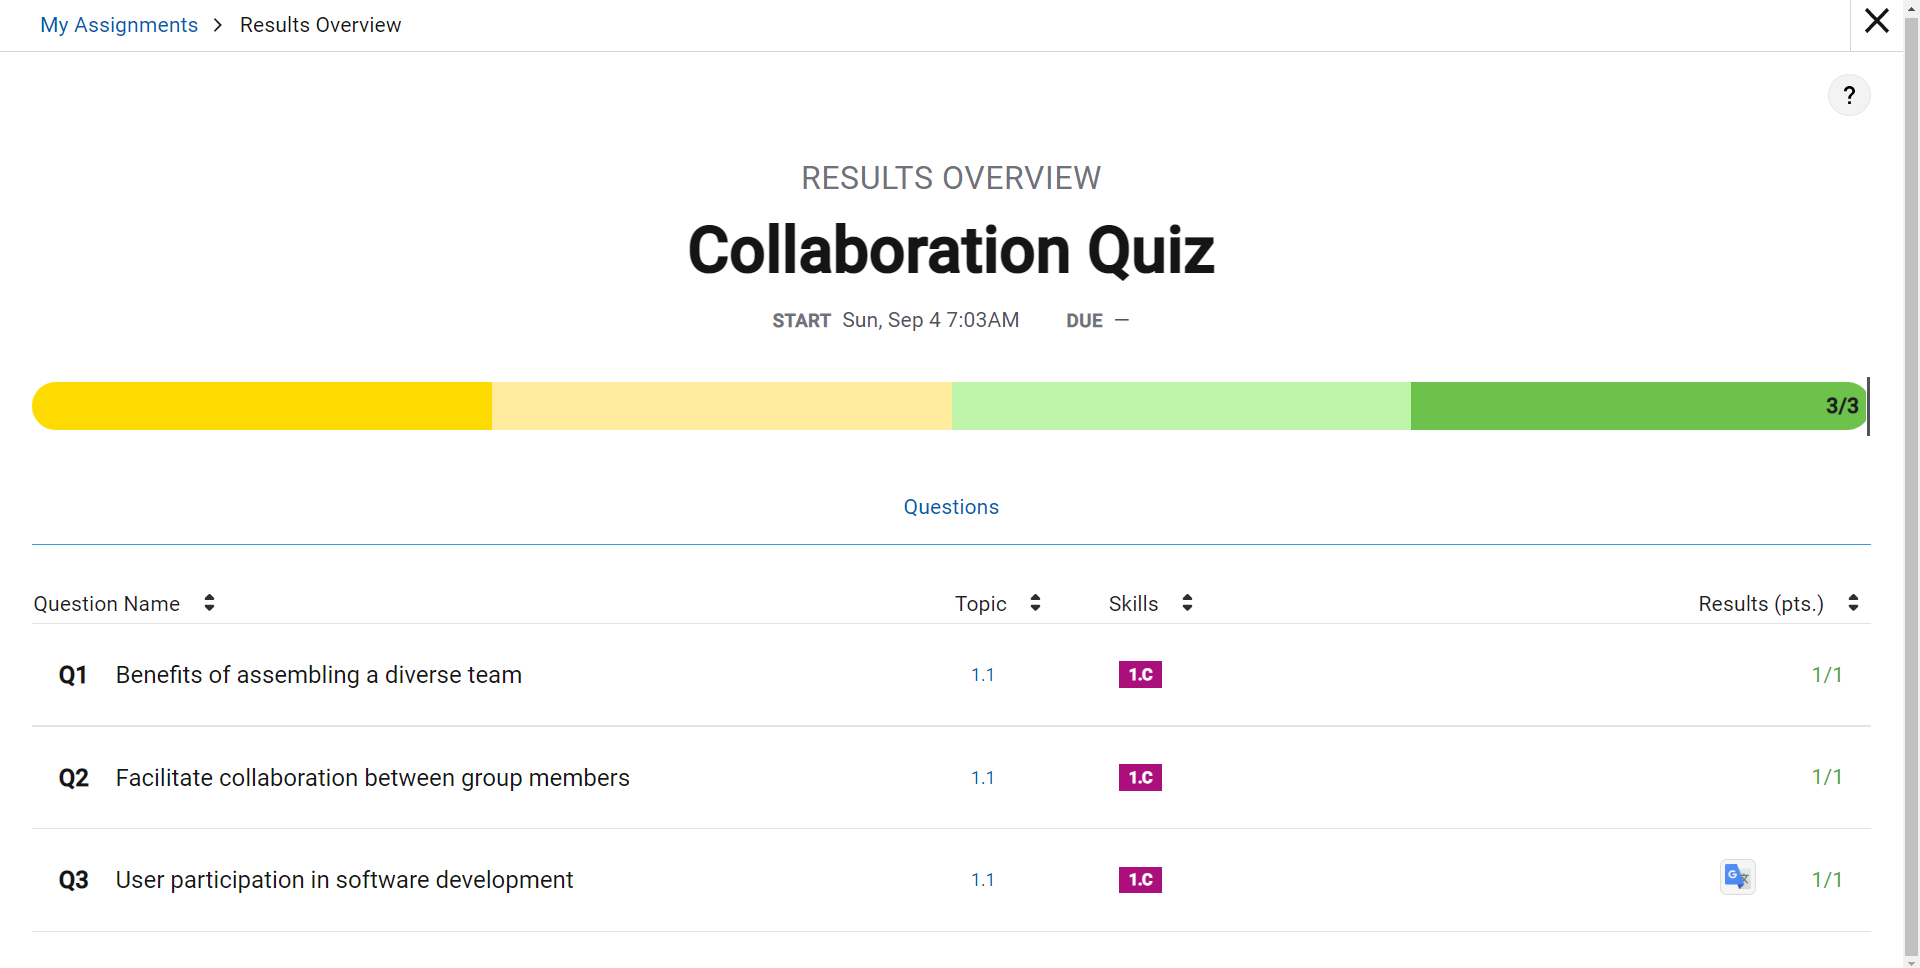 My Assignments > Results Overview
?
RESULTS OVERVIEW
Collaboration Quiz
START Sun, Sep 4 7:03AM DUE —
3/3
Questions
Question Name Topic Skills Results (pts.)
Q1 Benefits of assembling a diverse team 1.1 1.C 1/1
Q2 Facilitate collaboration between group members 1.1 1.C 1/1
Q3 User participation in software development 1.1 1.C G 文 1/1